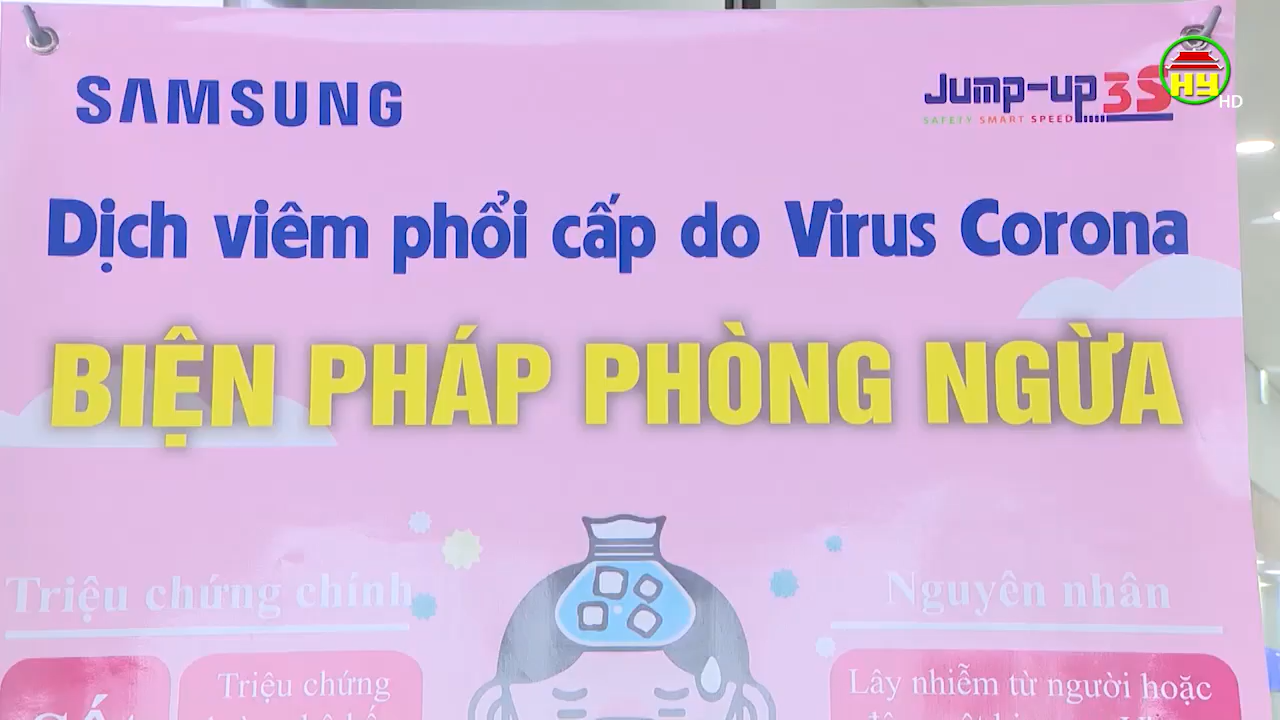 SAMSUNG
Jump-up 3S
SAFETY SMART SPEED
HY
HD
Dịch viêm phổi cấp do Virus Corona
BIỆN PHÁP PHÒNG NGỪA
Triệu chứng chính
Nguyên nhân
Triệu chứng
Lây nhiễm từ người hoặc